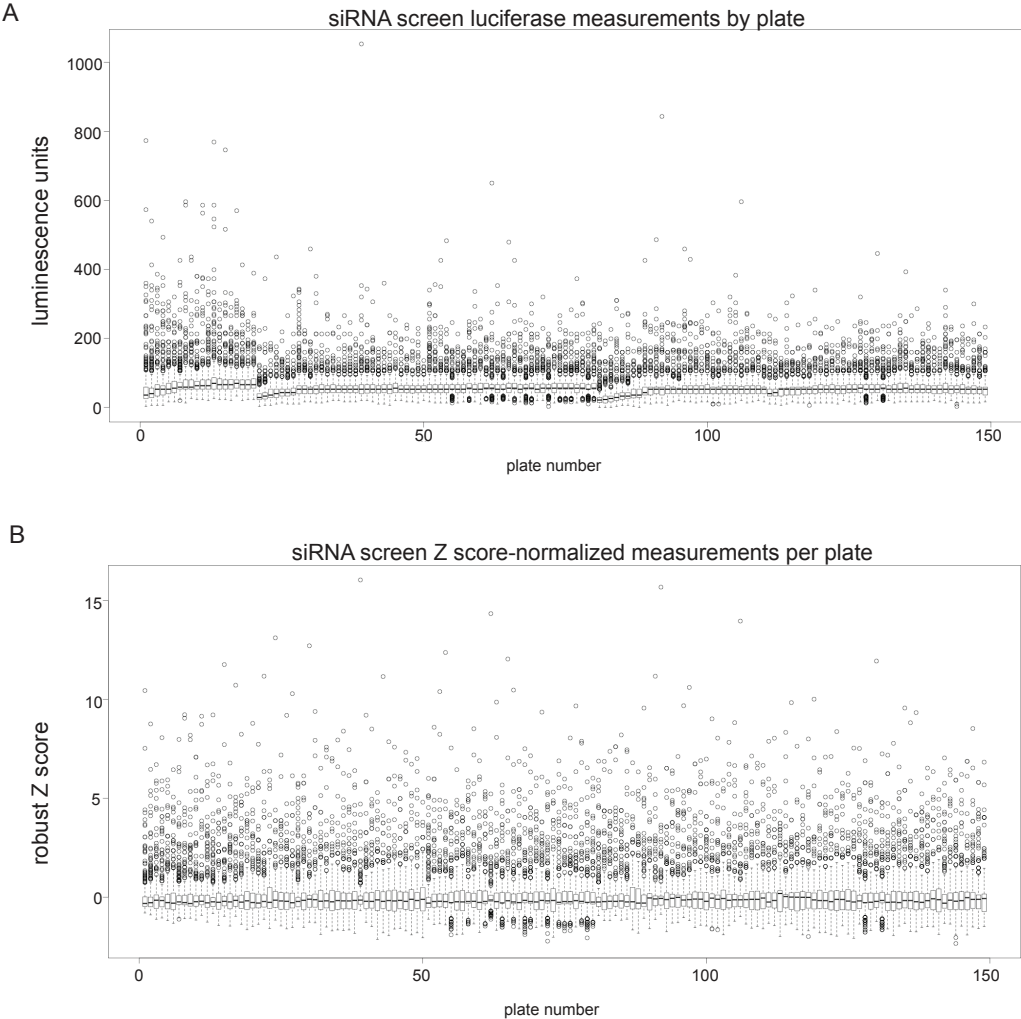 A
siRNA screen luciferase measurements by plate
luminescence units
1000
800
600
400
200
0
0 50 100 150
plate number
B
siRNA screen Z score-normalized measurements per plate
robust Z score
15
10
5
0
0 50 100 150
plate number